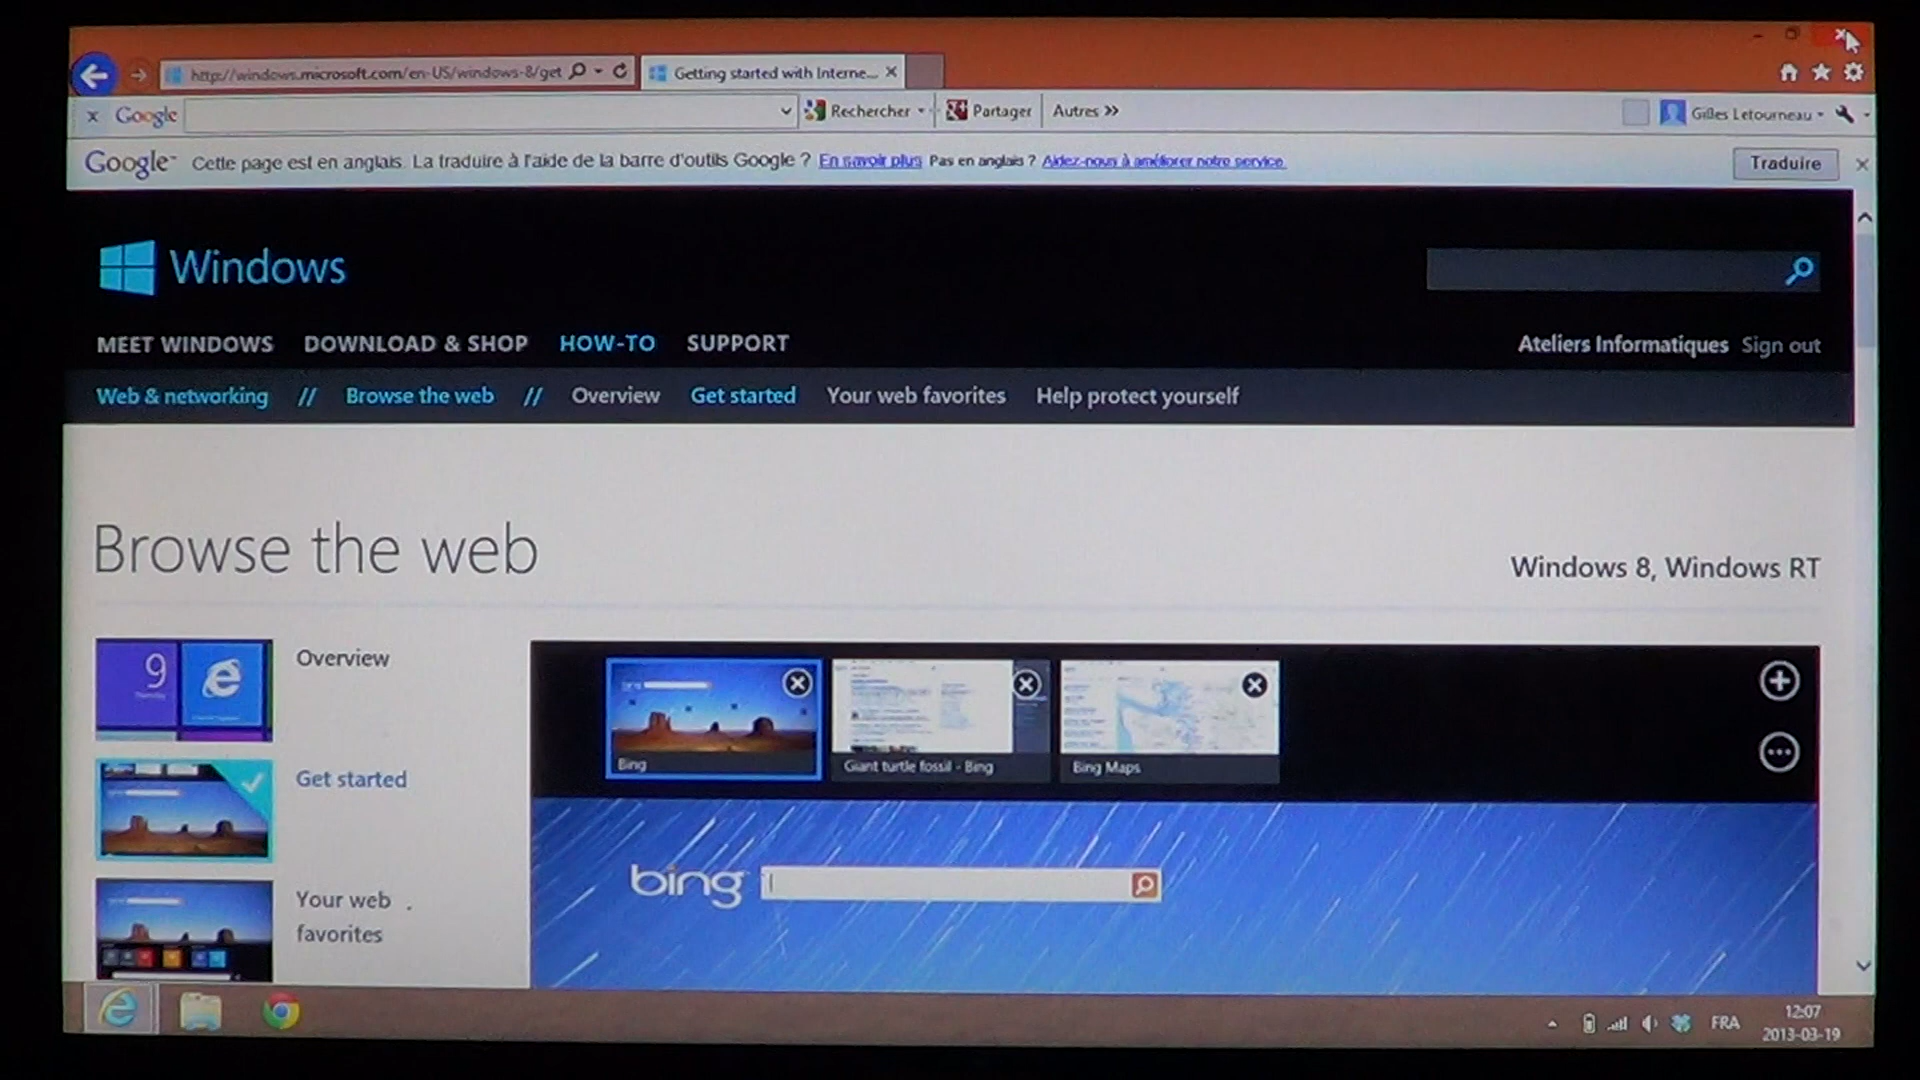 http://windows.microsoft.com/en-US/windows-8/get
Getting started with Interne...
Google
Rechercher
Partager
Autres
Gilles Letourneau
Google
Cette page est en anglais. La traduire à l'aide de la barre d'outils Google ? En savoir plus Pas en anglais ? Aidez-nous à améliorer notre service.
Traduire
Windows
MEET WINDOWS DOWNLOAD & SHOP HOW-TO SUPPORT
Ateliers Informatiques Sign out
Web & networking // Browse the web // Overview Get started Your web favorites Help protect yourself
Browse the web
Windows 8, Windows RT
9
Overview
Get started
Your web
favorites
Bing
Giant turtle fossil - Bing
Bing Maps
bing
FRA
12:07
2013-03-19